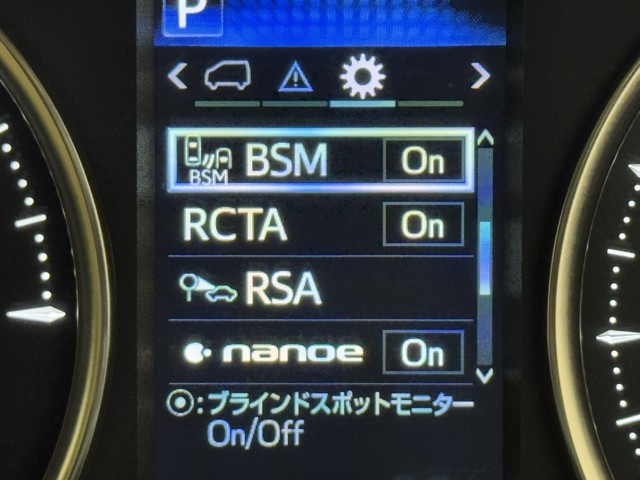 P
BSM BSM On
RCTA On
RSA
nanoe On
◉:ブラインドスポットモニター
On/Off